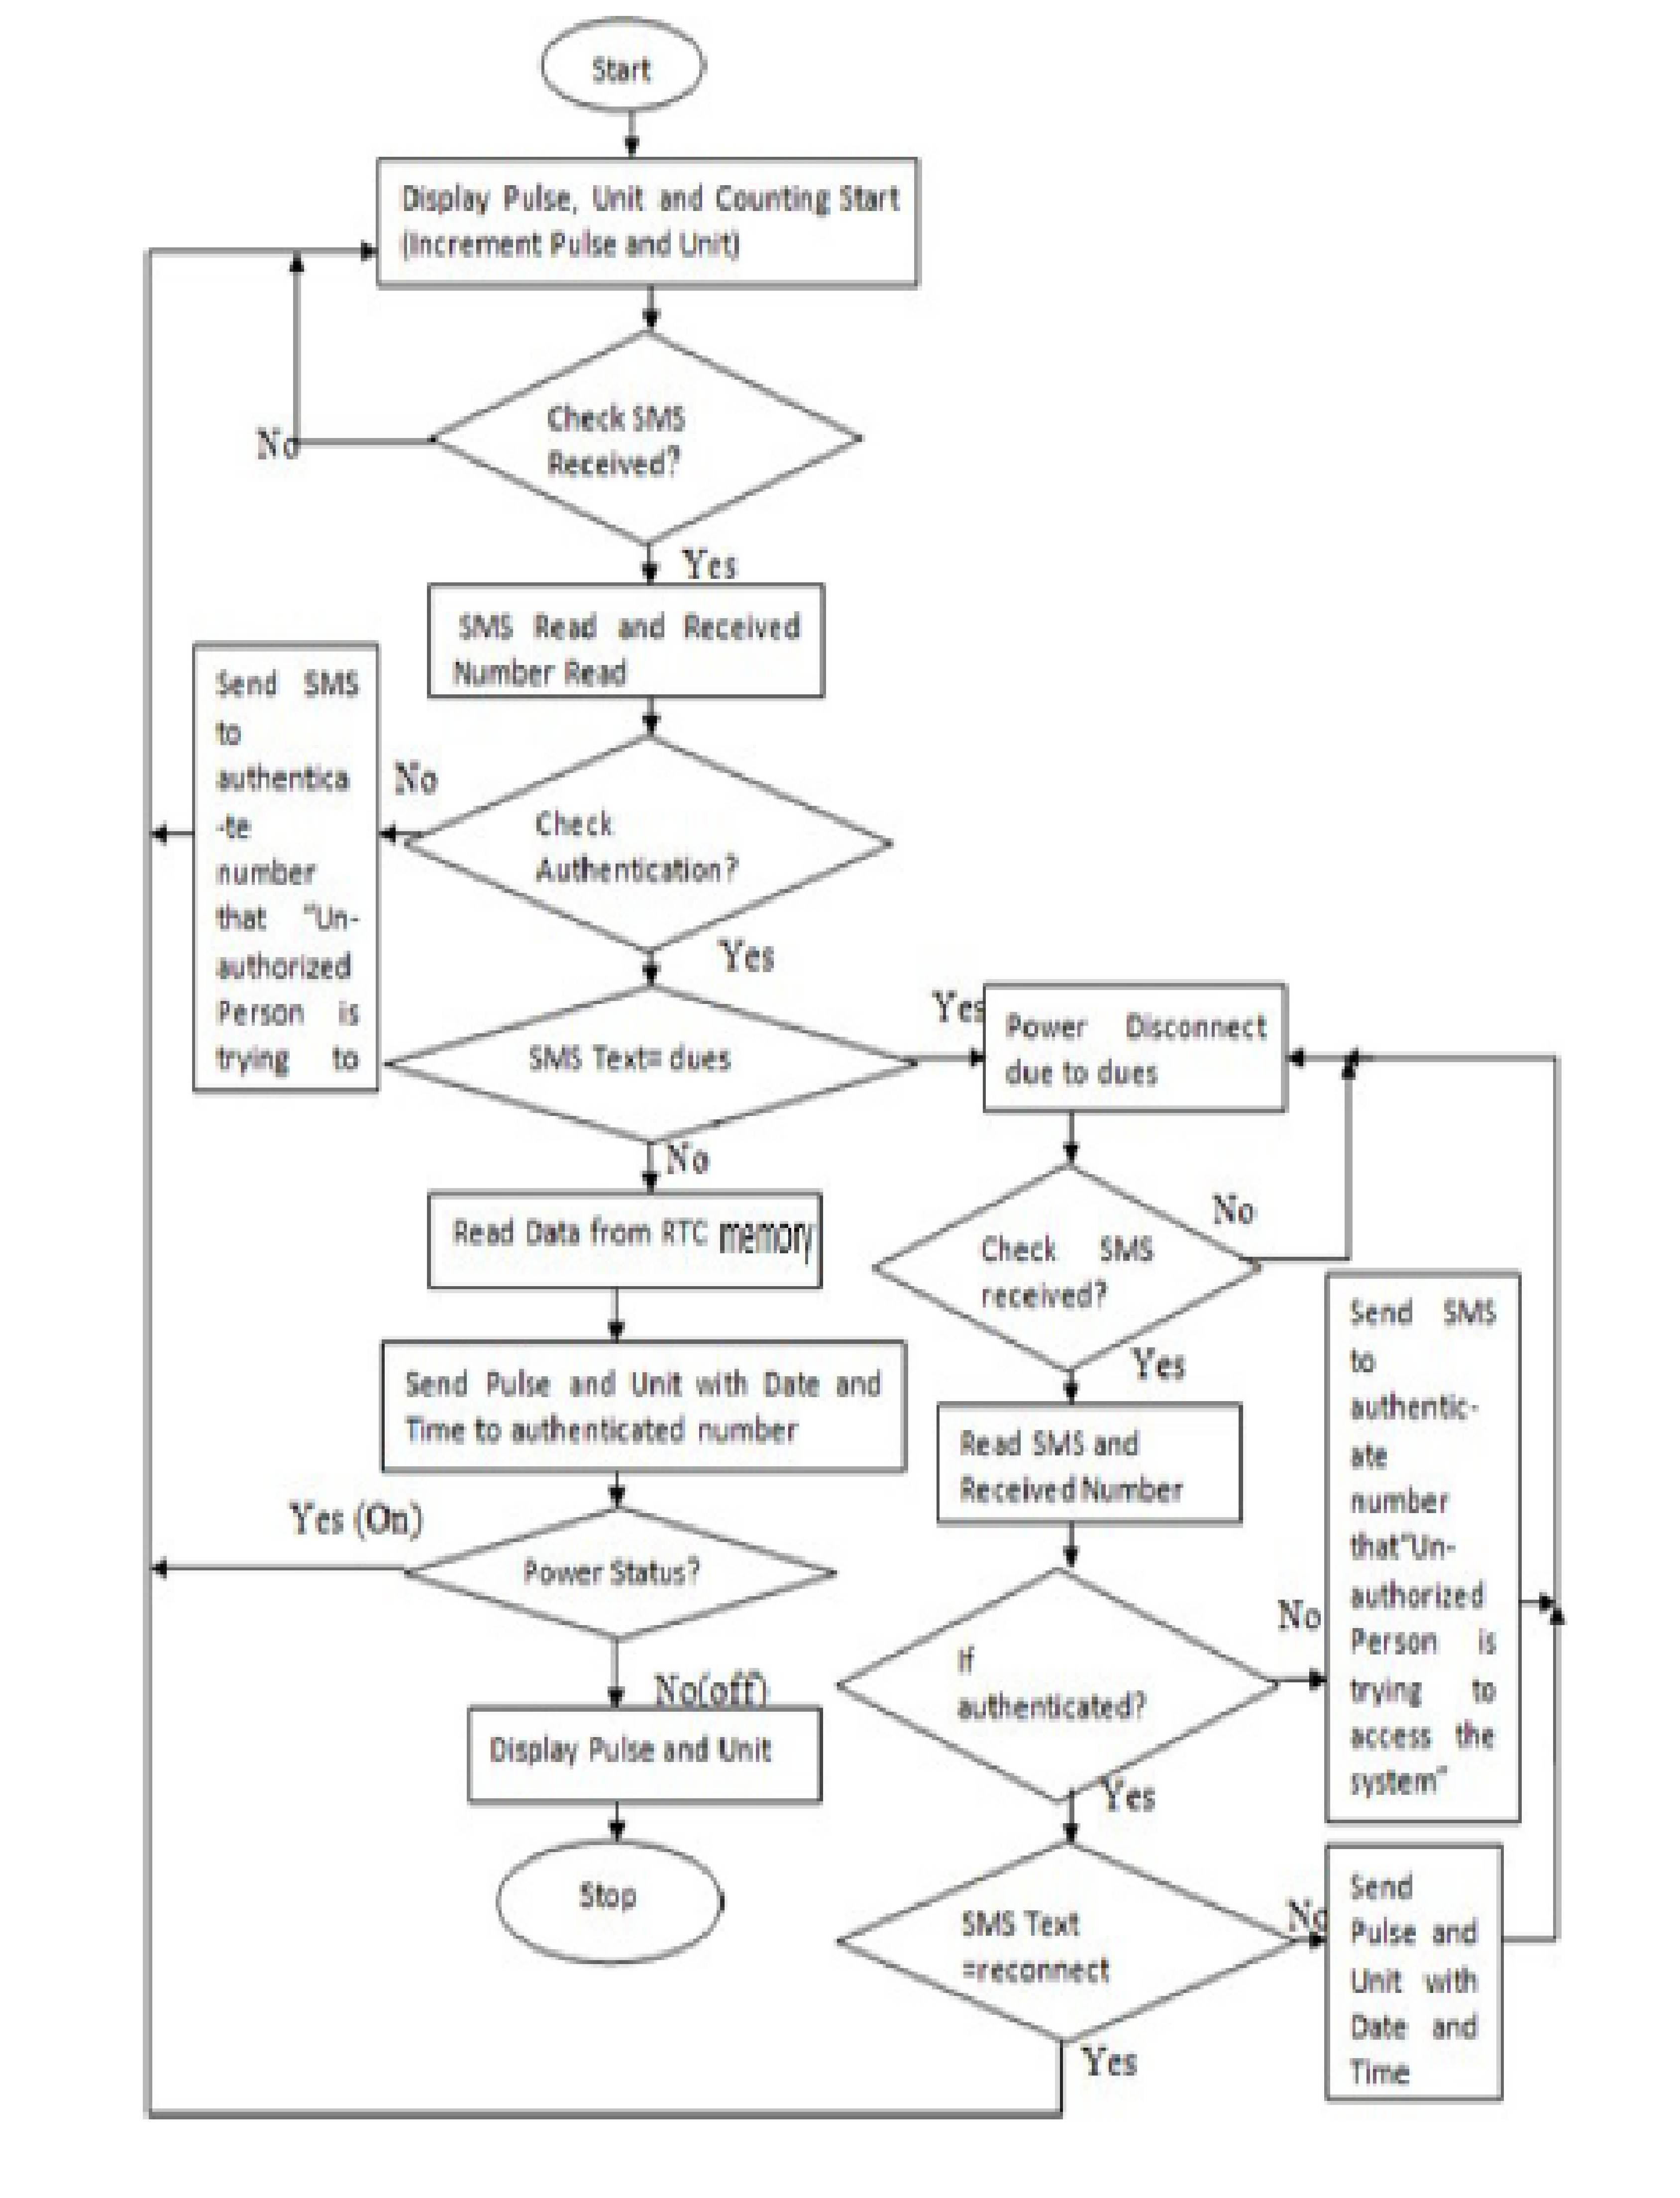 Start
Display Pulse, Unit and Counting Start
(Increment Pulse and Unit)
Check SMS
Received?
No
Yes
SMS Read and Received
Number Read
Send SMS
to
authentica
-te
number
that "Un-
authorized
Person is
trying to
No
Check
Authentication?
Yes
SMS Text= dues
Yes
Power Disconnect
due to dues
No
Read Data from RTC memory
Check SMS
received?
No
Yes
Send Pulse and Unit with Date and
Time to authenticated number
Read SMS and
Received Number
Send SMS
to
authentic-
ate
number
that"Un-
authorized
Person is
trying to
access the
system"
Yes (On)
Power Status?
No(off)
If
authenticated?
No
Yes
Display Pulse and Unit
Stop
SMS Text
=reconnect
No
Send
Pulse and
Unit with
Date and
Time
Yes